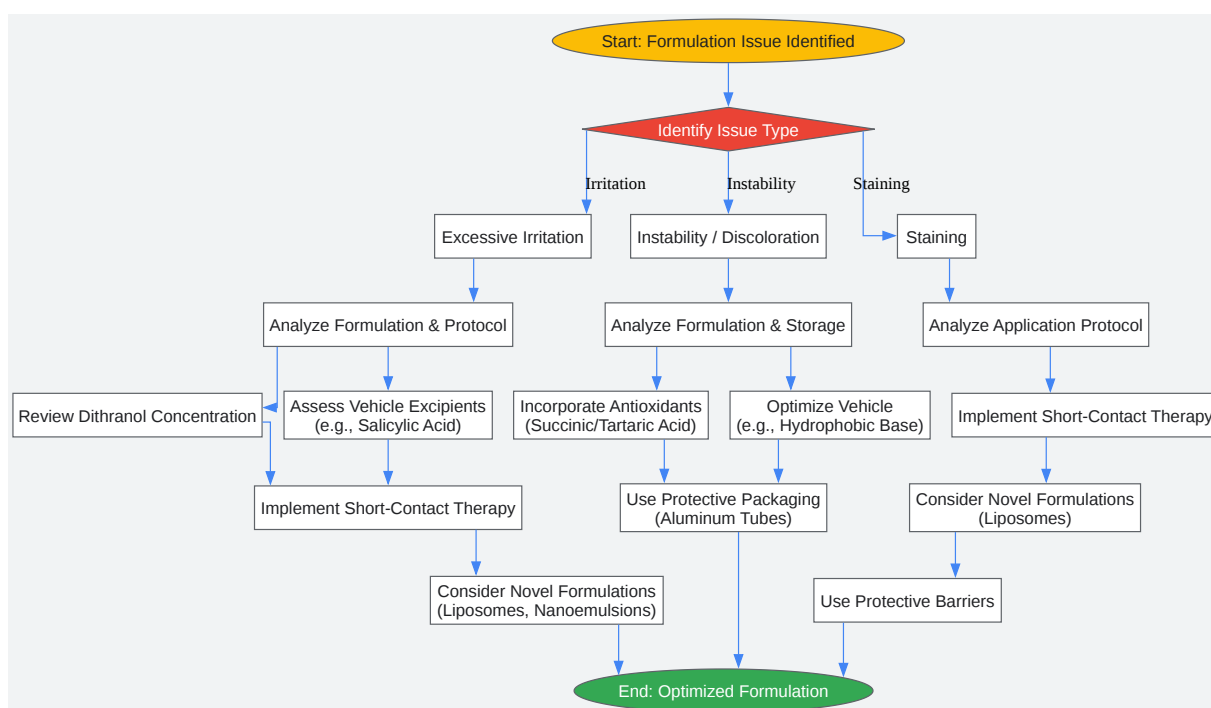 Start: Formulation Issue Identified
Identify Issue Type
Irritation
Instability
Staining
Excessive Irritation
Instability / Discoloration
Staining
Analyze Formulation & Protocol
Analyze Formulation & Storage
Analyze Application Protocol
Review Dithranol Concentration
Assess Vehicle Excipients
(e.g., Salicylic Acid)
Incorporate Antioxidants
(Succinic/Tartaric Acid)
Optimize Vehicle
(e.g., Hydrophobic Base)
Implement Short-Contact Therapy
Implement Short-Contact Therapy
Use Protective Packaging
(Aluminum Tubes)
Consider Novel Formulations
(Liposomes)
Consider Novel Formulations
(Liposomes, Nanoemulsions)
Use Protective Barriers
End: Optimized Formulation